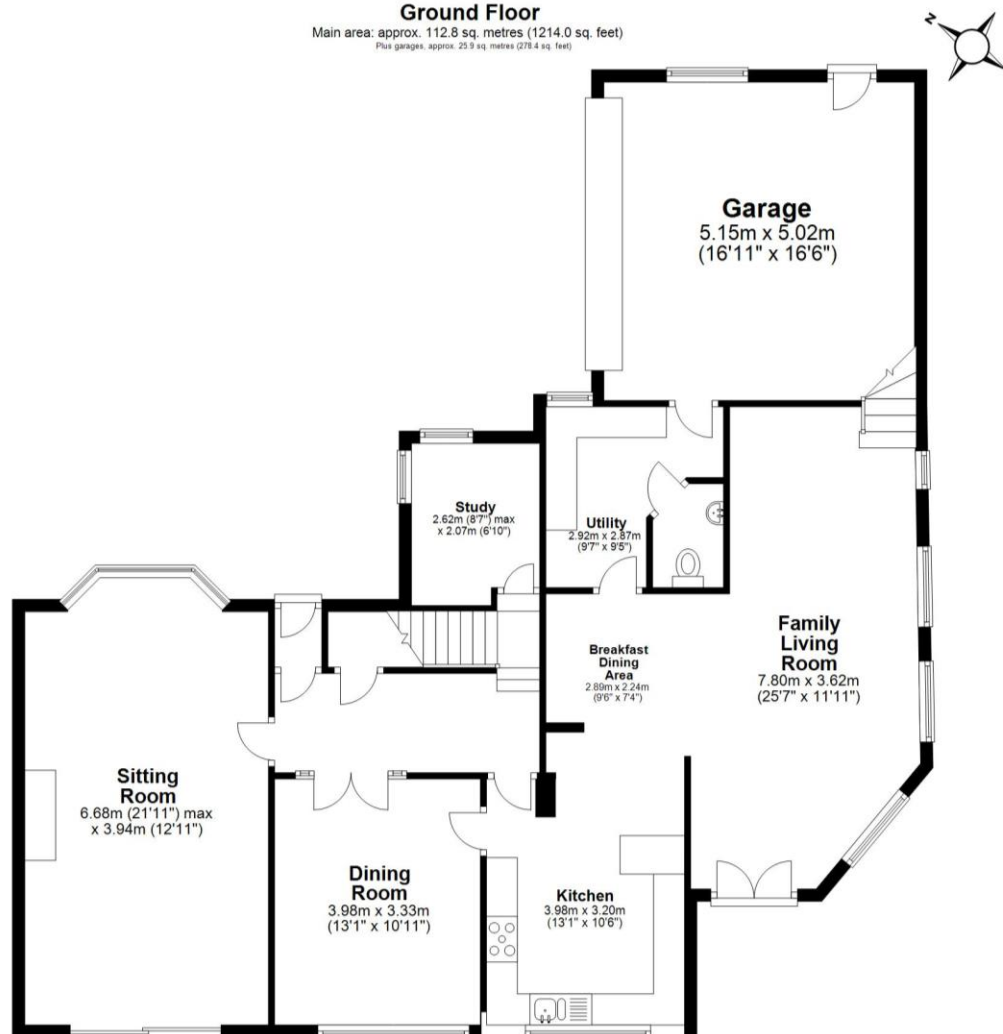 Ground Floor
Main area: approx. 112.8 sq. metres (1214.0 sq. feet)
Plus garages, approx. 25.9 sq. metres (278.4 sq. feet)
N
Garage
5.15m x 5.02m
(16'11" x 16'6")
Study
2.62m (8'7") max
x 2.07m (6'10")
Utility
2.92m x 2.87m
(9'7" x 9'5")
Breakfast
Dining
Area
2.89m x 2.24m
(9'6" x 7'4")
Family
Living
Room
7.80m x 3.62m
(25'7" x 11'11")
Sitting
Room
6.68m (21'11") max
x 3.94m (12'11")
Dining
Room
3.98m x 3.33m
(13'1" x 10'11")
Kitchen
3.98m x 3.20m
(13'1" x 10'6")